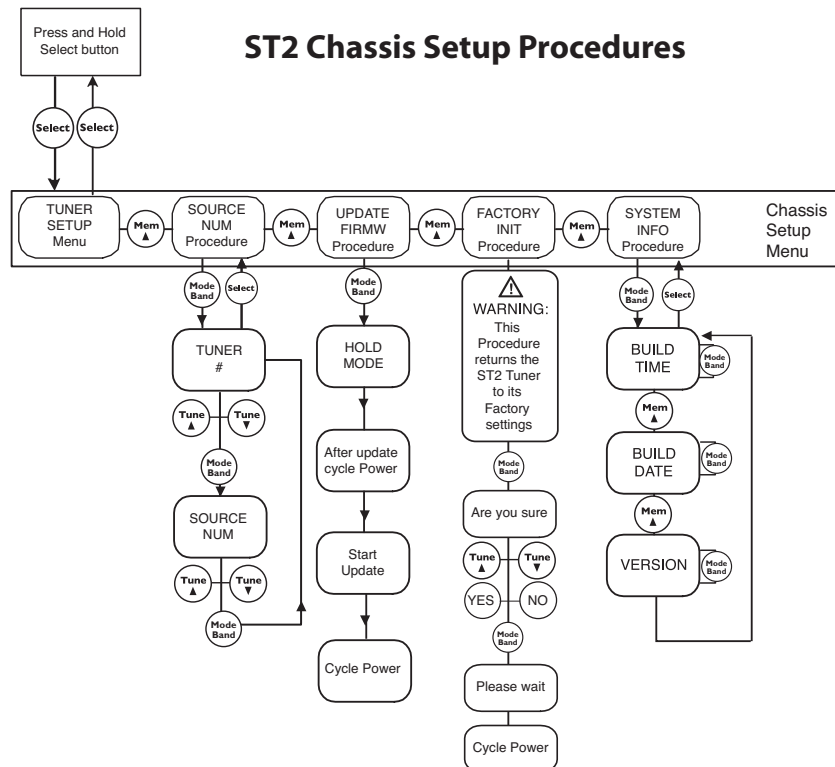 ST2 Chassis Setup Procedures
Press and Hold
Select button
Select
Select
TUNER
SETUP
Menu
Mem
▲
SOURCE
NUM
Procedure
Mem
▲
UPDATE
FIRMW
Procedure
Mem
▲
FACTORY
INIT
Procedure
Mem
▲
SYSTEM
INFO
Procedure
Chassis
Setup
Menu
Mode
Band
Select
TUNER
#
Tune
▲
Tune
▼
Mode
Band
SOURCE
NUM
Tune
▲
Tune
▼
Mode
Band
Mode
Band
HOLD
MODE
After update
cycle Power
Start
Update
Cycle Power
WARNING:
This
Procedure
returns the
ST2 Tuner
to its
Factory
settings
Mode
Band
Are you sure
Tune
▲
Tune
▼
YES
NO
Mode
Band
Please wait
Cycle Power
Mode
Band
Select
BUILD
TIME
Mode
Band
Mem
▲
BUILD
DATE
Mode
Band
Mem
▲
VERSION
Mode
Band